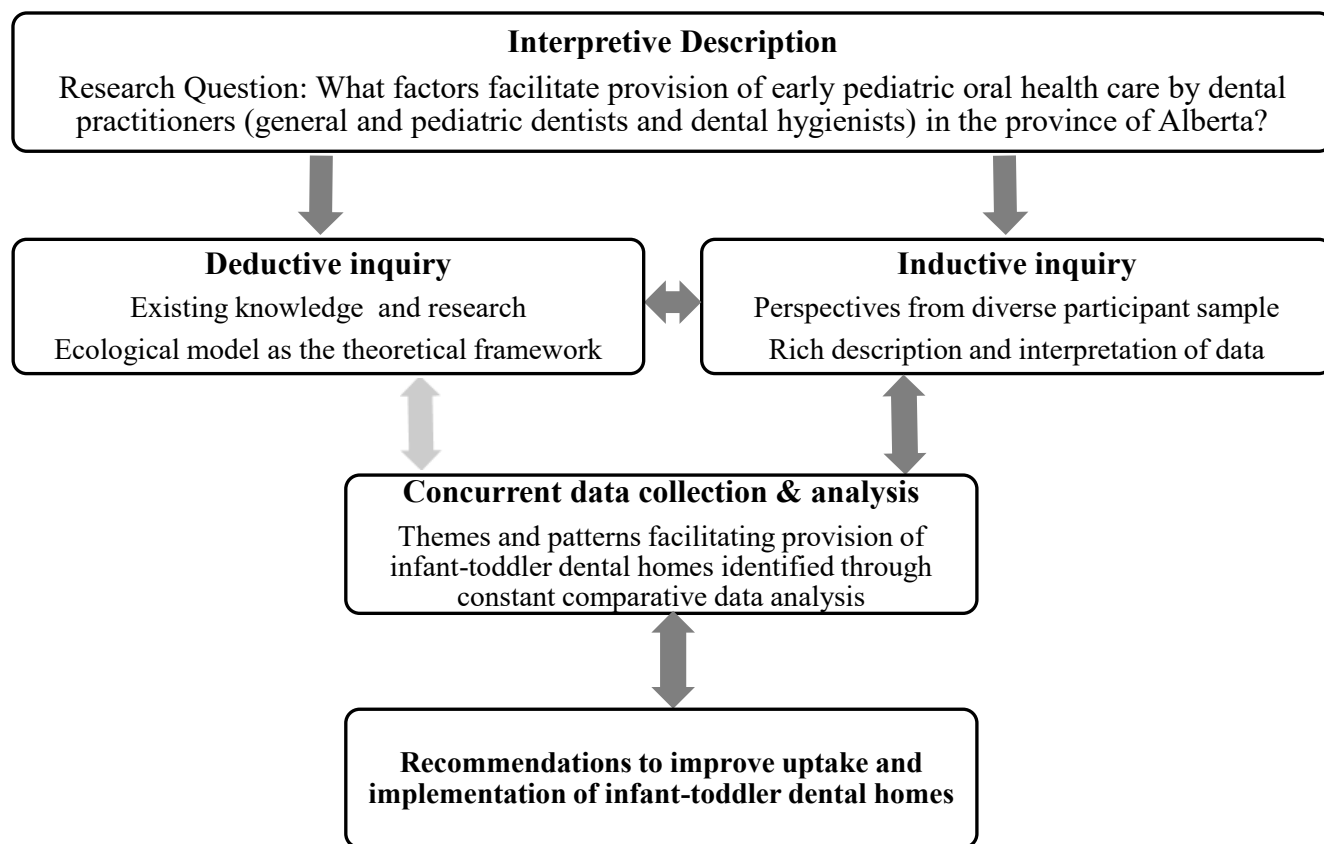 Interpretive Description
Research Question: What factors facilitate provision of early pediatric oral health care by dental
practitioners (general and pediatric dentists and dental hygienists) in the province of Alberta?
Deductive inquiry
Existing knowledge and research
Ecological model as the theoretical framework
Inductive inquiry
Perspectives from diverse participant sample
Rich description and interpretation of data
Concurrent data collection & analysis
Themes and patterns facilitating provision of
infant-toddler dental homes identified through
constant comparative data analysis
Recommendations to improve uptake and
implementation of infant-toddler dental homes